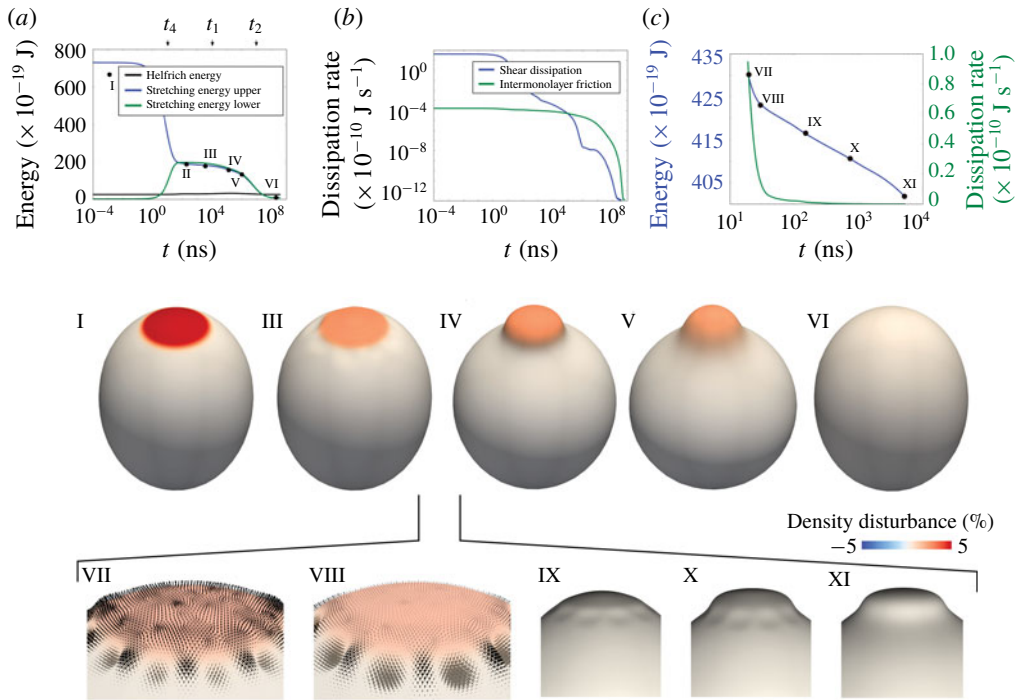 (a)
t4 t1 t2
Energy (× 10−19 J)
800
600
400
200
0
I
Helfrich energy
Stretching energy upper
Stretching energy lower
II
III
IV
V
VI
10−4 100 104 108
t (ns)
(b)
Dissipation rate
(× 10−10 J s−1)
100
10−4
10−8
10−12
Shear dissipation
Intermonolayer friction
10−4 100 104 108
t (ns)
(c)
Energy (× 10−19 J)
435
425
415
405
VII
VIII
IX
X
XI
1.0
0.8
0.6
0.4
0.2
0
Dissipation rate
(× 10−10 J s−1)
101 102 103 104
t (ns)
I
III
IV
V
VI
Density disturbance (%)
−5 5
VII
VIII
IX
X
XI